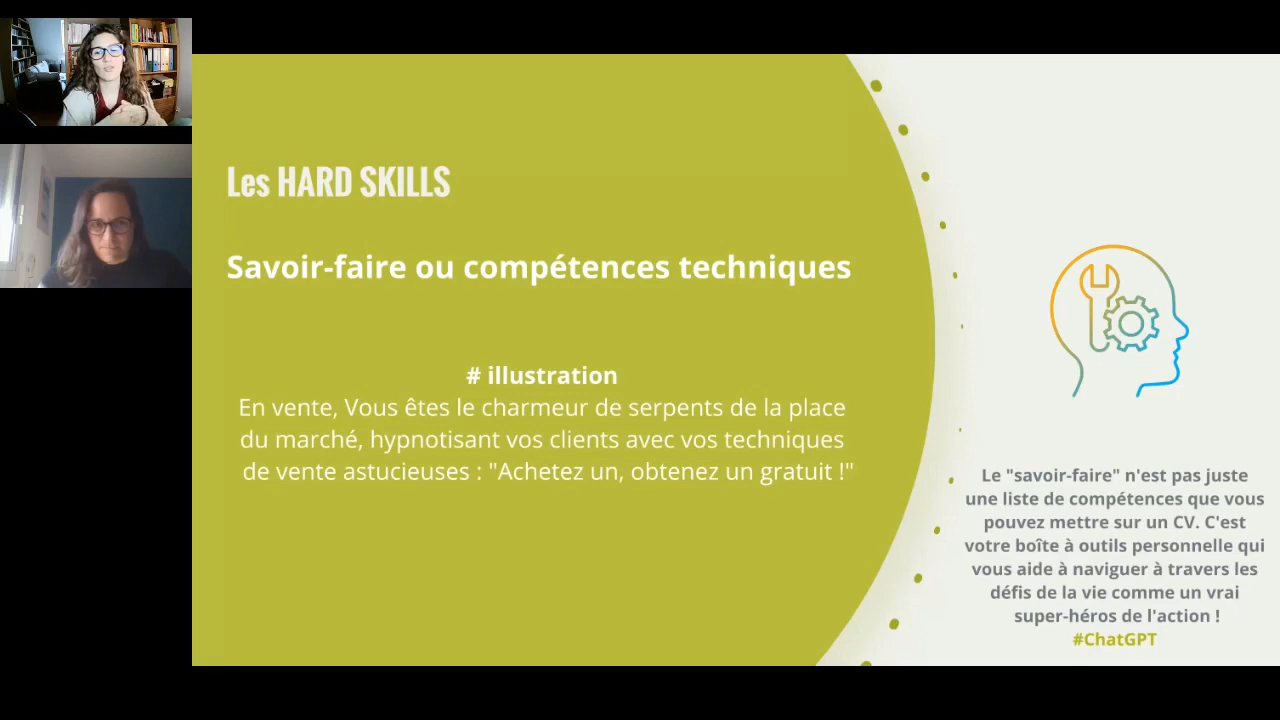 Les HARD SKILLS
Savoir-faire ou compétences techniques
# illustration
En vente, Vous êtes le charmeur de serpents de la place
du marché, hypnotisant vos clients avec vos techniques
de vente astucieuses : "Achetez un, obtenez un gratuit !"
Le "savoir-faire" n'est pas juste
une liste de compétences que vous
pouvez mettre sur un CV. C'est
votre boîte à outils personnelle qui
vous aide à naviguer à travers les
défis de la vie comme un vrai
super-héros de l'action !
#ChatGPT